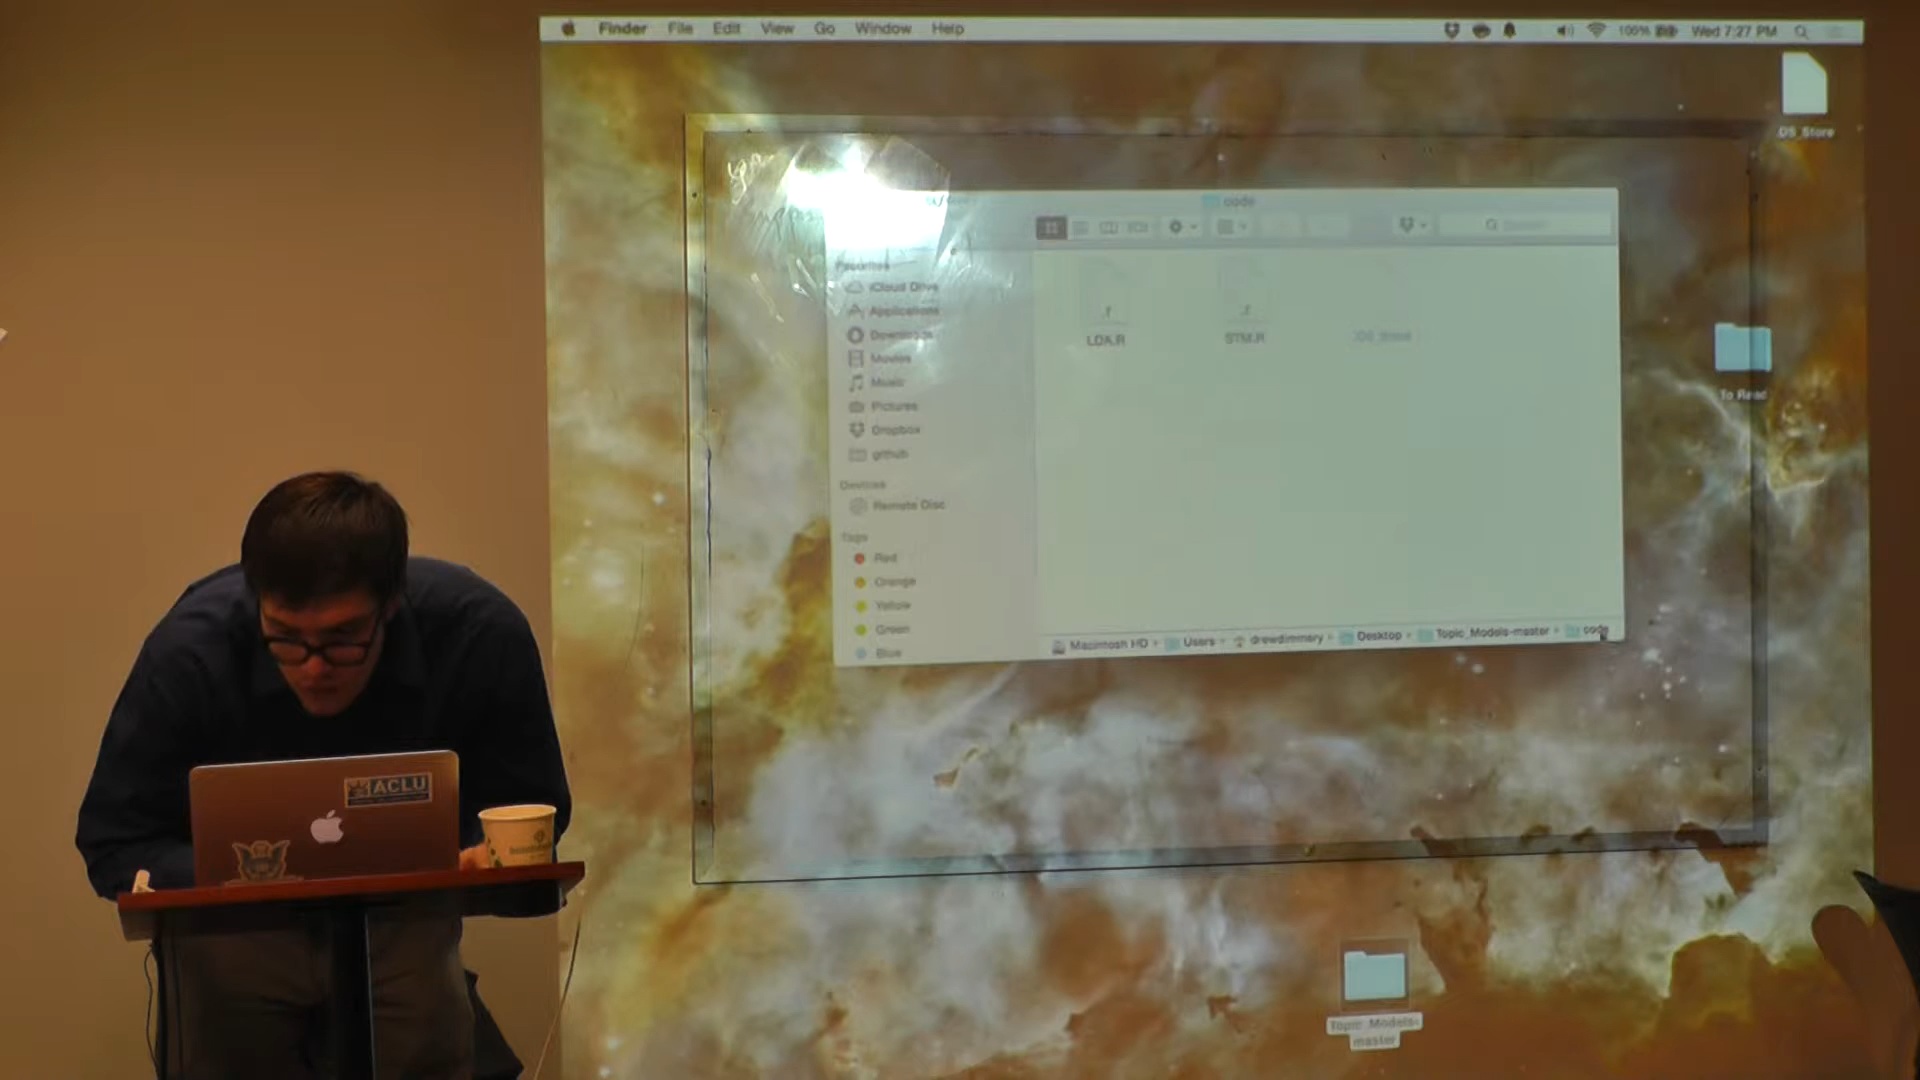 Finder File Edit View Go Window Help 100% Wed 7:27 PM
.DS_Store
code
Favorites
iCloud Drive
Applications
Downloads
Movies
Music
Pictures
Dropbox
github
Devices
Remote Disc
Tags
Red
Orange
Yellow
Green
Blue
LDA.R STM.R
Macintosh HD Users drewdimmery Desktop Topic_Models-master code
To Read
Topic_Models-
master
ACLU